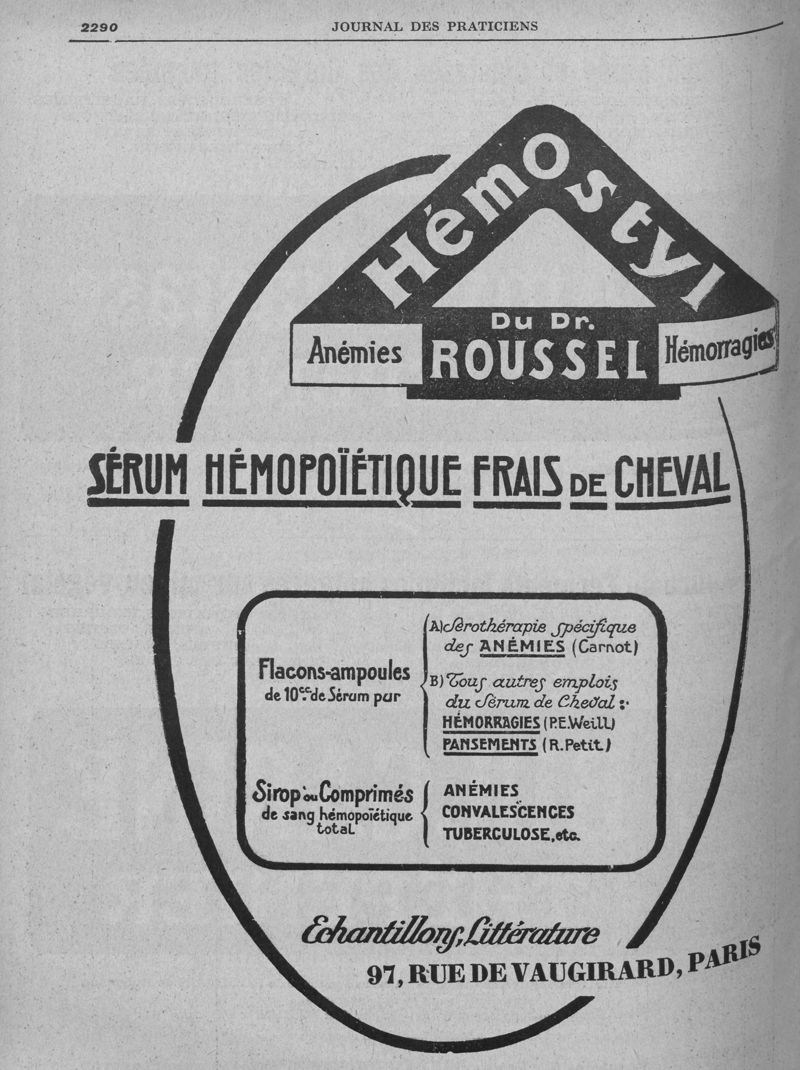 2290
JOURNAL DES PRATICIENS
Hémostyl
Du Dr.
Anémies
ROUSSEL
Hémorragies
SÉRUM HÉMOPOÏÉTIQUE FRAIS DE CHEVAL
Flacons-ampoules
de 10cc. de Sérum pur
A) Sérothérapie spécifique
des ANÉMIES (Carnot)
B) Tous autres emplois
du Sérum de Cheval :
HÉMORRAGIES (P.E.Weill)
PANSEMENTS (R.Petit)
Sirop ou Comprimés
de sang hémopoïétique
total
ANÉMIES
CONVALESCENCES
TUBERCULOSE, etc.
Echantillons, Littérature
97, RUE DE VAUGIRARD, PARIS